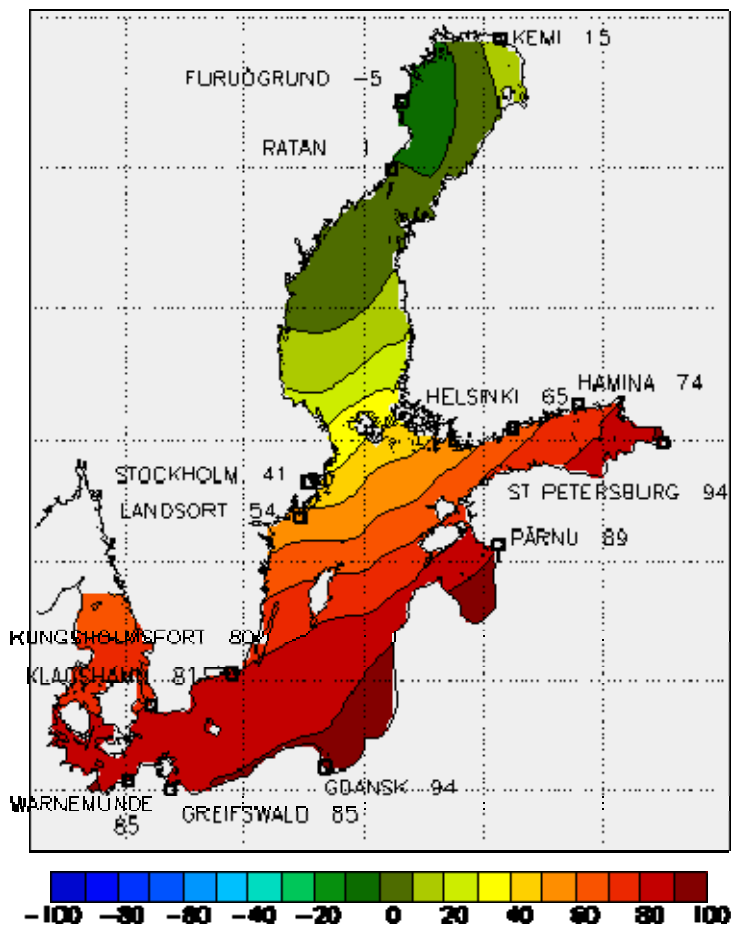 KEMI 15
FURUOGRUND -5
RATAN 1
HAMINA 74
HELSINKI 65
STOCKHOLM 41
ST PETERSBURG 94
LANDSORT 54
PÄRNU 89
KUNGSHOLMSFORT 80
KLAGSHAMN 81
GDANSK 94
WARNEMUNDE 85
GREIFSWALD 85
-100 -80 -60 -40 -20 0 20 40 60 80 100